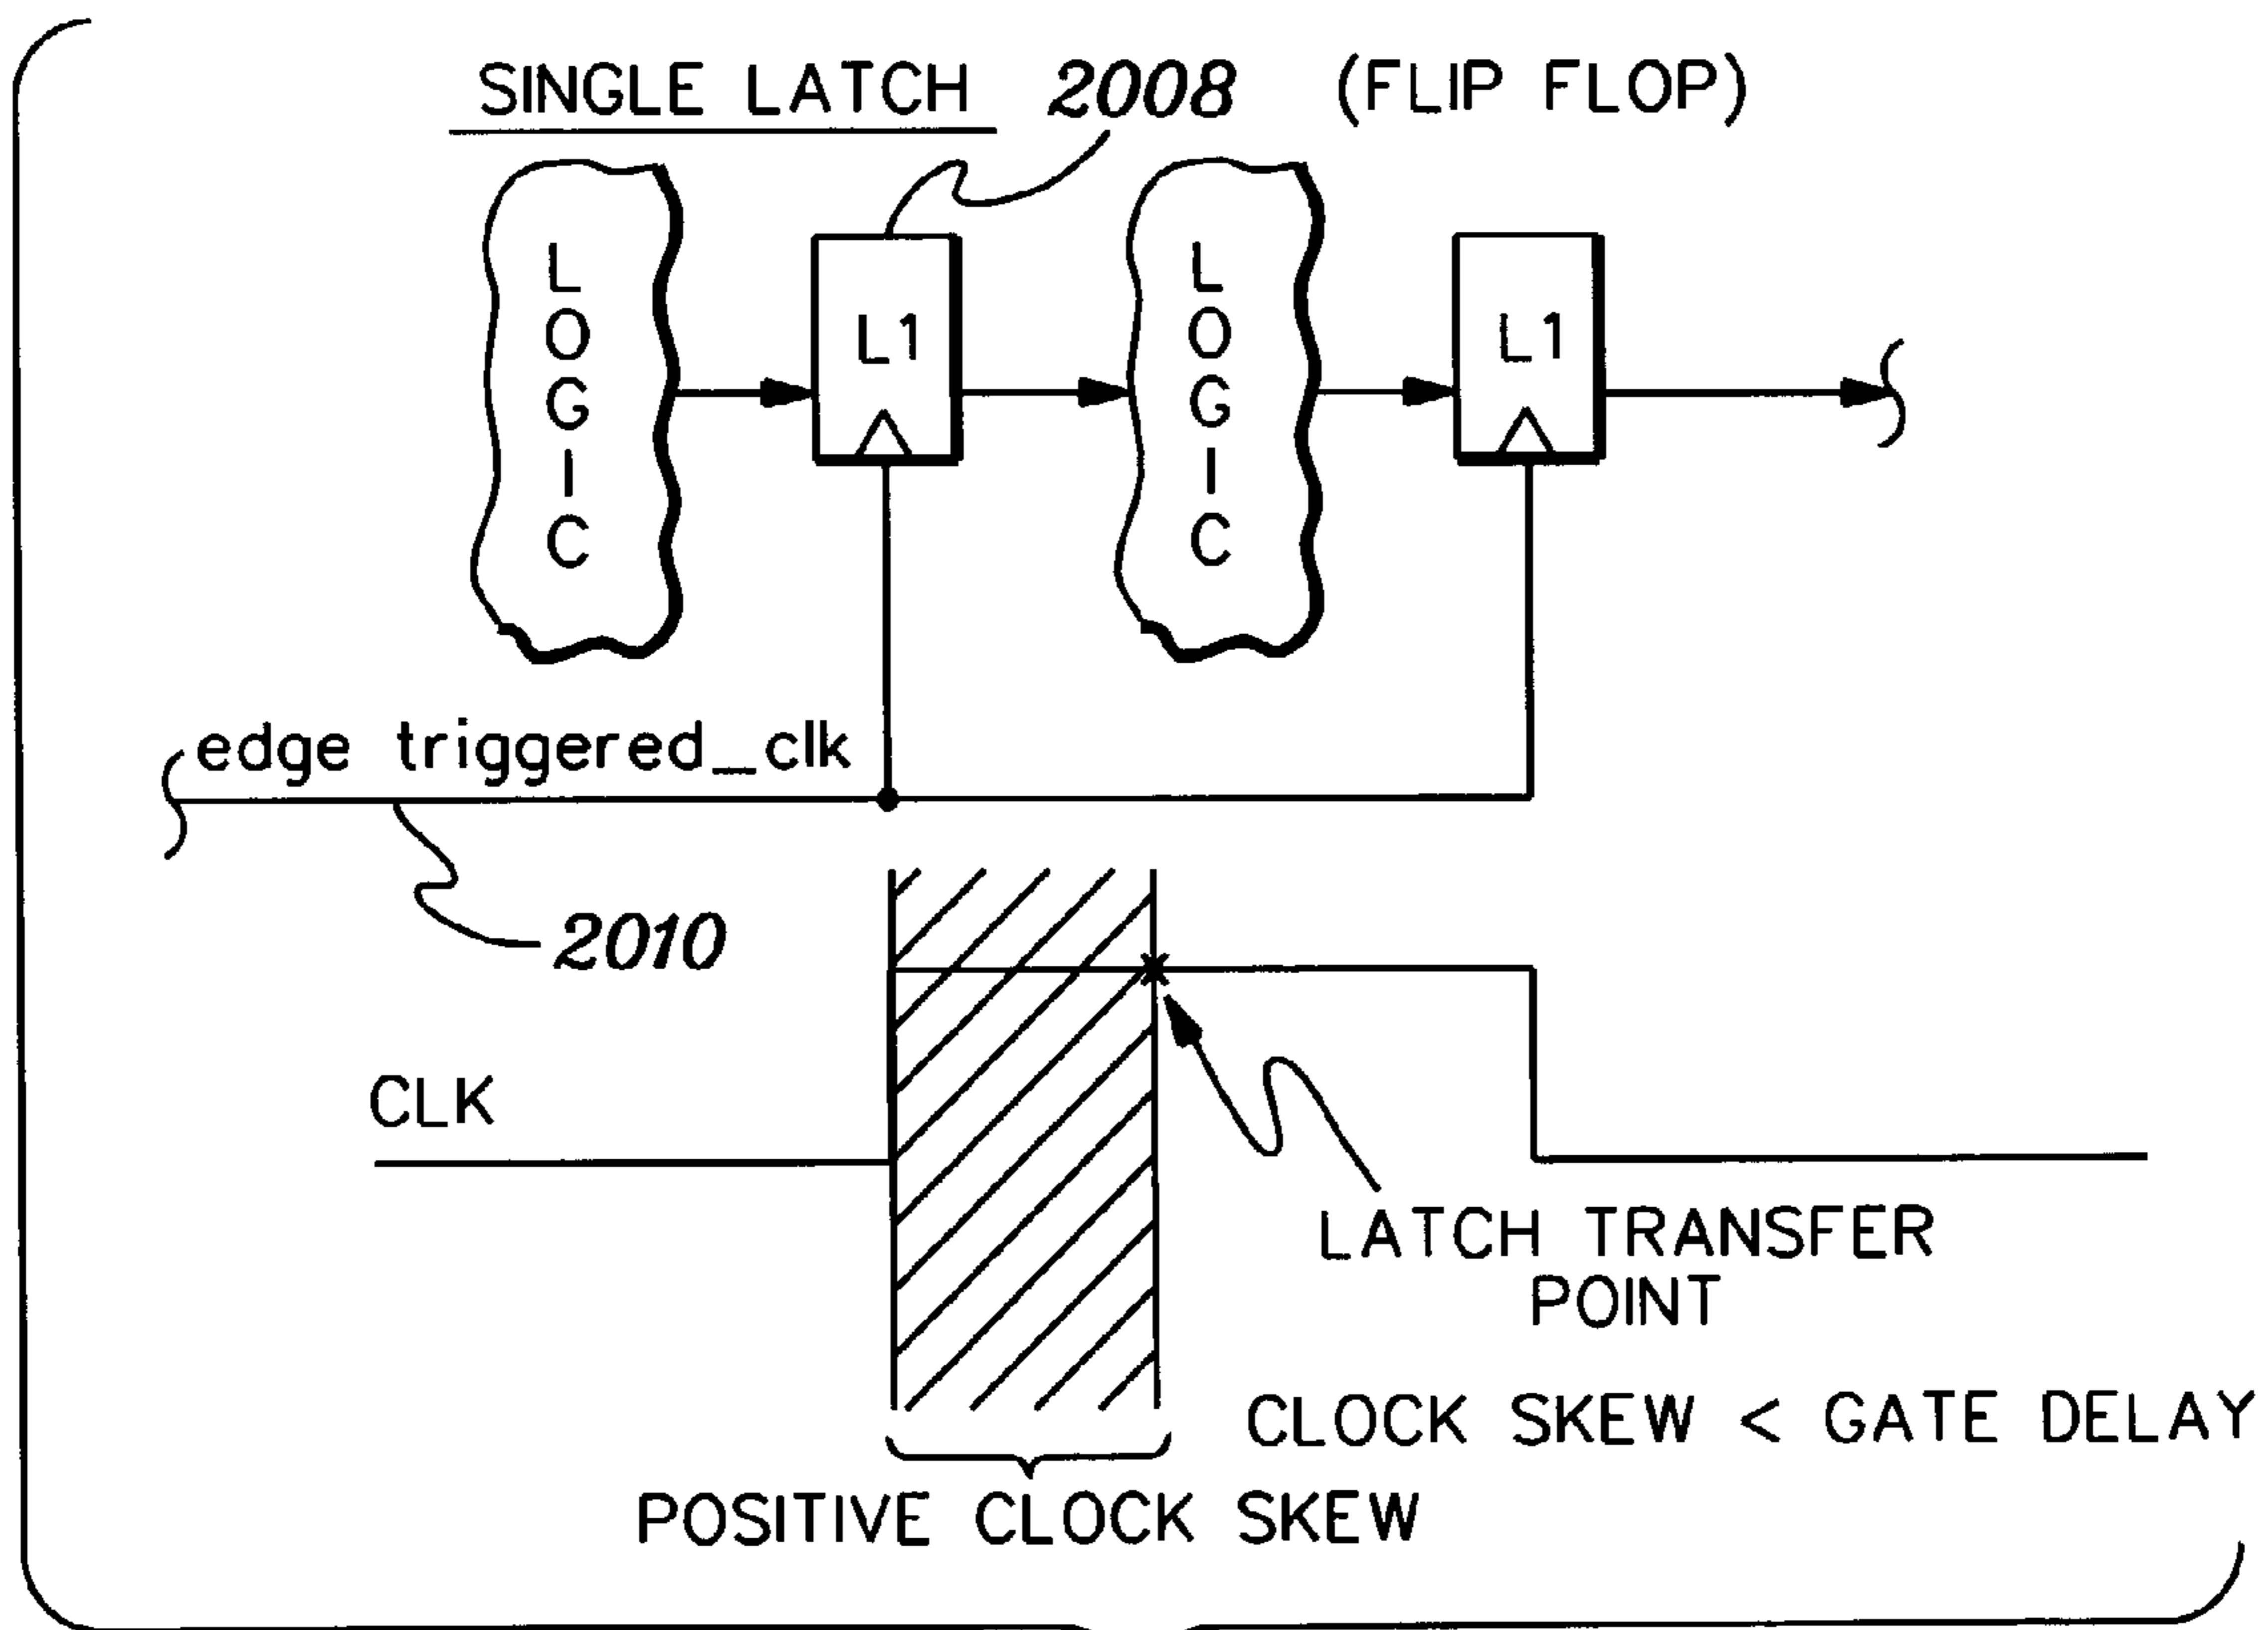 SINGLE LATCH 2008 (FLIP FLOP)
LOGIC
L1
LOGIC
L1
edge triggered_clk
2010
CLK
LATCH TRANSFER
POINT
CLOCK SKEW < GATE DELAY
POSITIVE CLOCK SKEW